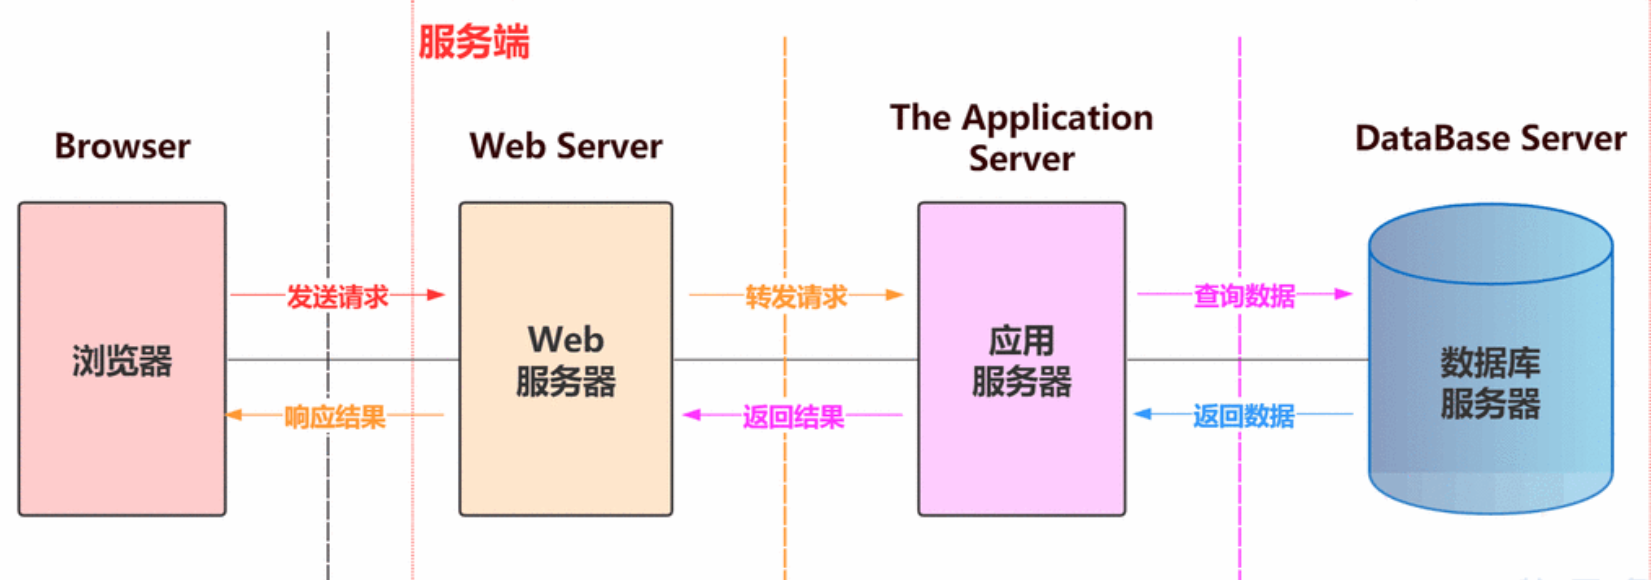 服务端
Browser
Web Server
The Application
Server
DataBase Server
发送请求
转发请求
查询数据
浏览器
Web
服务器
应用
服务器
数据库
服务器
响应结果
返回结果
返回数据